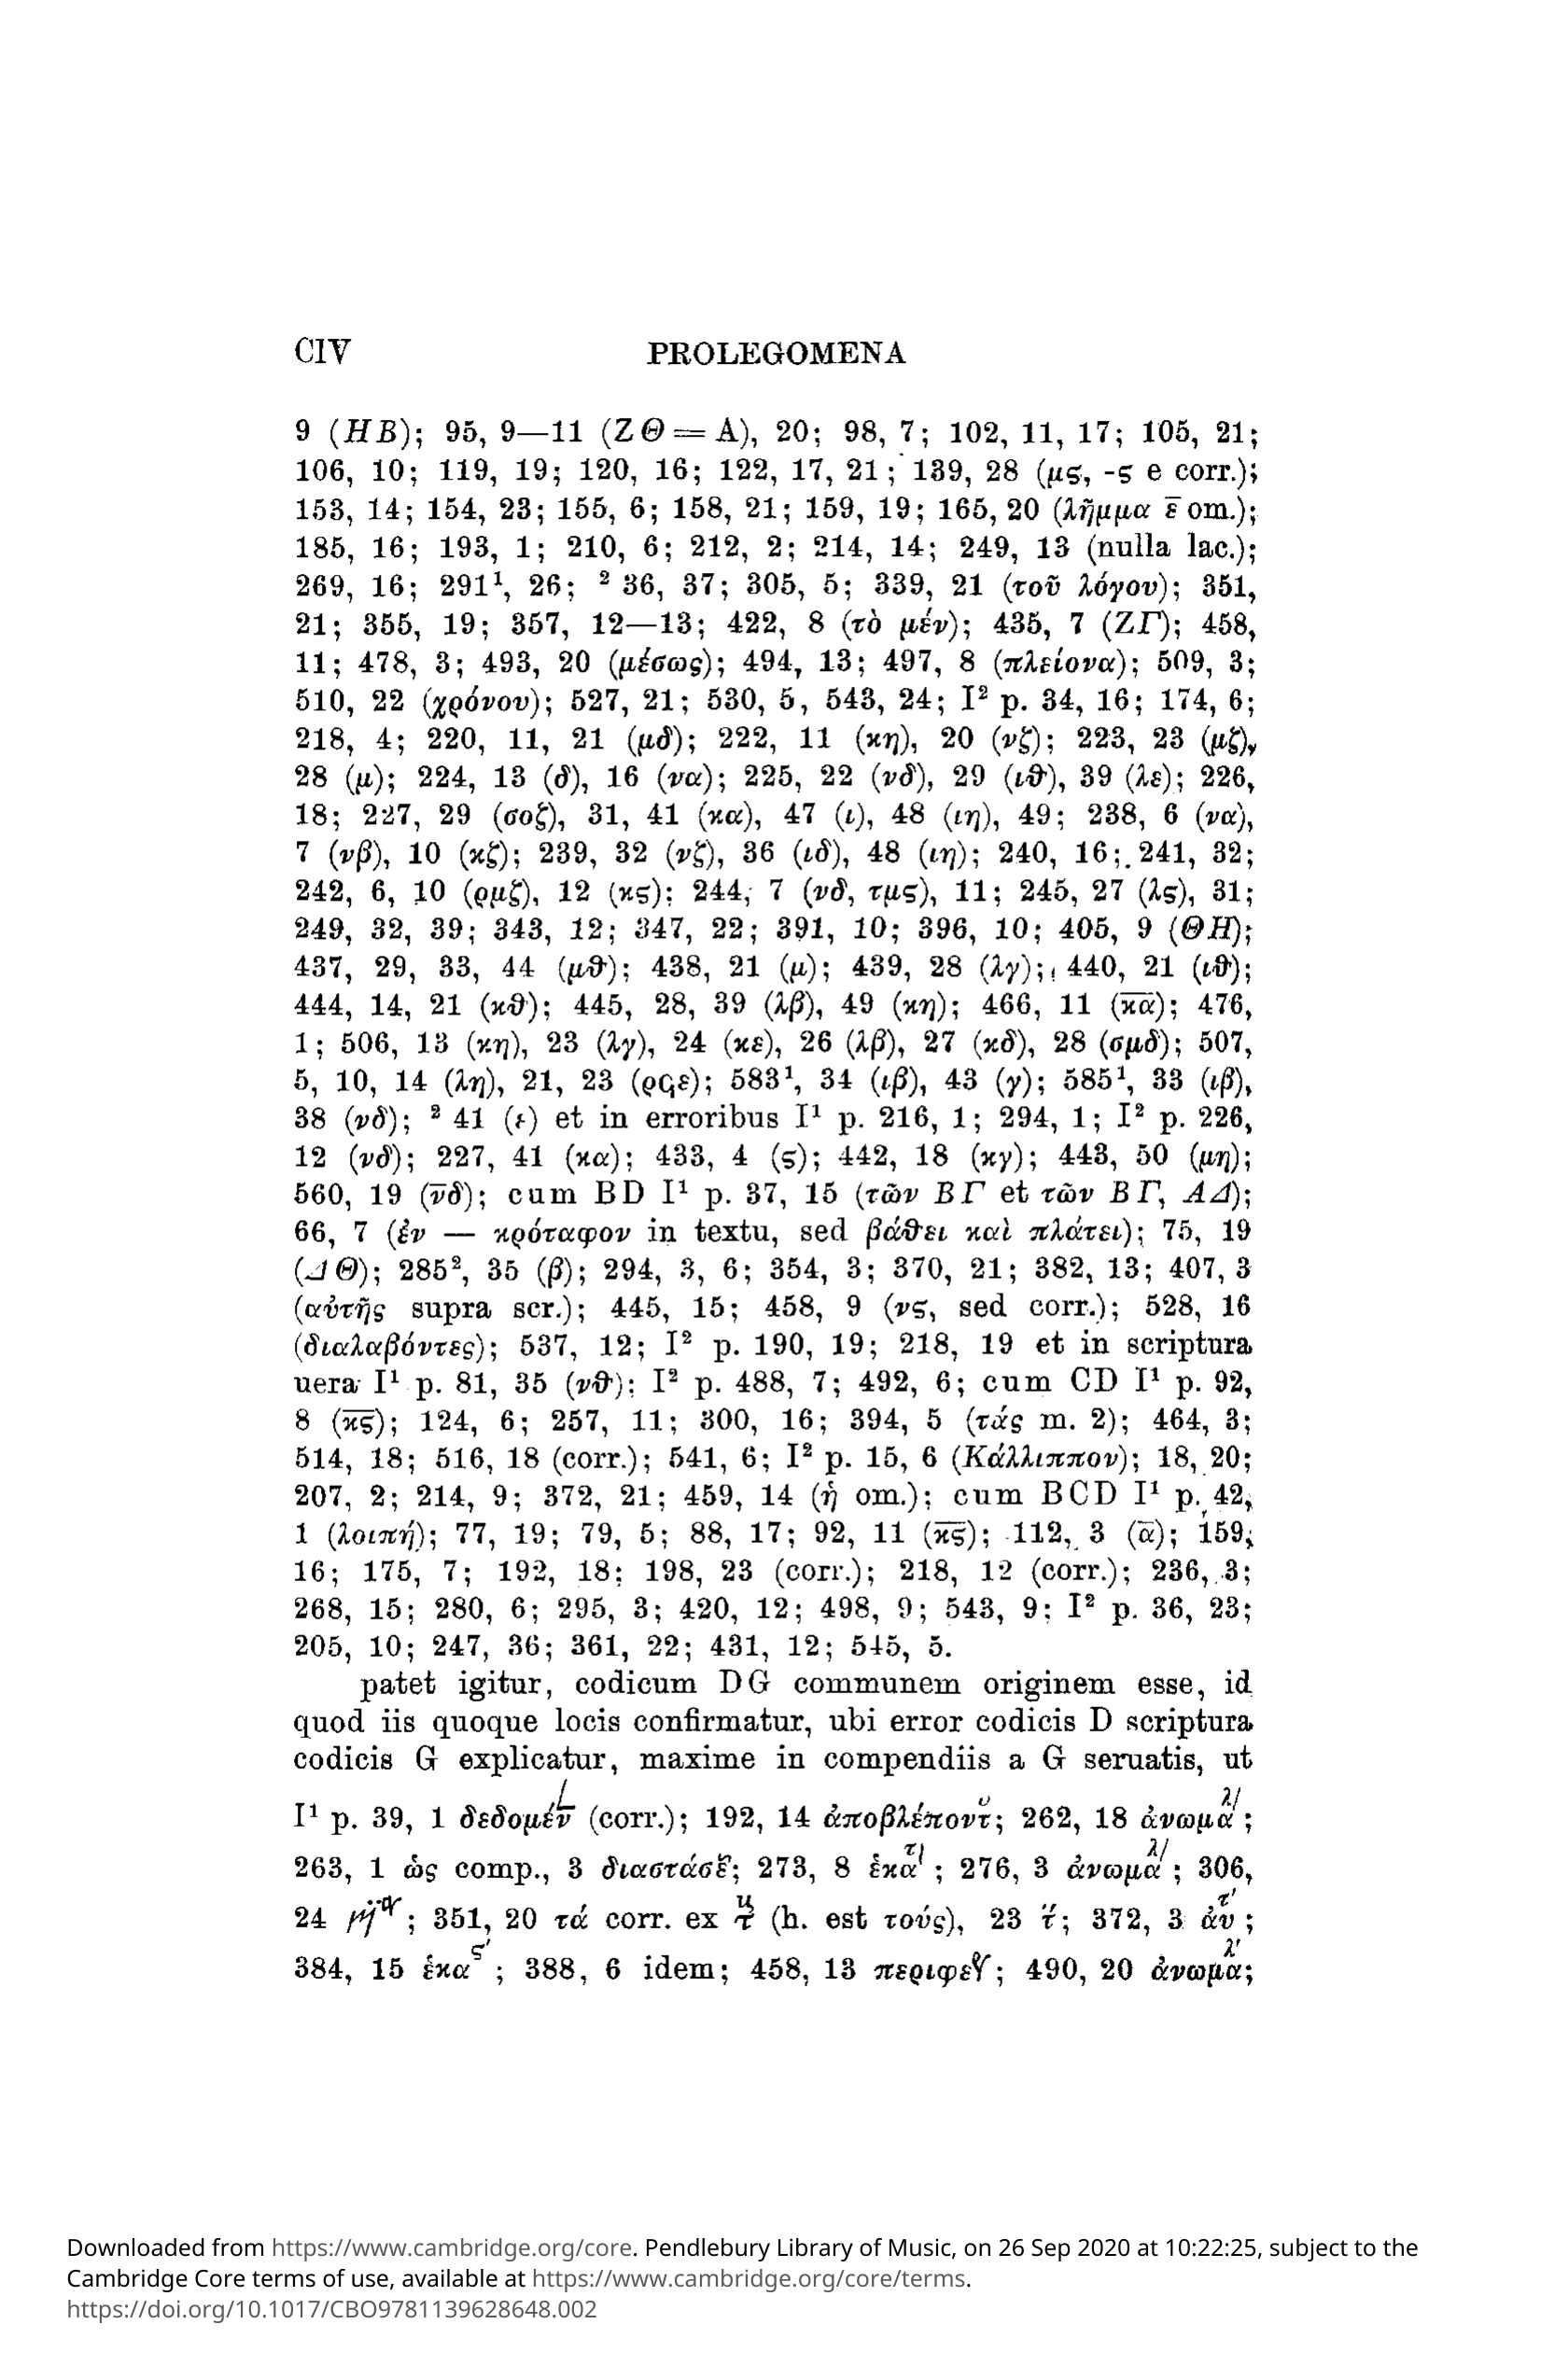 CIV PROLEGOMENA
9 (HB); 95, 9—11 (ZΘ = A), 20; 98, 7; 102, 11, 17; 105, 21;
106, 10; 119, 19; 120, 16; 122, 17, 21; 139, 28 (μϛ, -ϛ e corr.);
153, 14; 154, 23; 155, 6; 158, 21; 159, 19; 165, 20 (λῆμμα ε̄ om.);
185, 16; 193, 1; 210, 6; 212, 2; 214, 14; 249, 13 (nulla lac.);
269, 16; 291¹, 26; ² 36, 37; 305, 5; 339, 21 (τοῦ λόγου); 351,
21; 355, 19; 357, 12—13; 422, 8 (τὸ μέν); 435, 7 (ZΓ); 458,
11; 478, 3; 493, 20 (μέσως); 494, 13; 497, 8 (πλείονα); 509, 3;
510, 22 (χρόνου); 527, 21; 530, 5, 543, 24; I² p. 34, 16; 174, 6;
218, 4; 220, 11, 21 (μδ); 222, 11 (κη), 20 (νζ); 223, 23 (μζ),
28 (μ); 224, 13 (δ), 16 (να); 225, 22 (νδ), 29 (ιϑ), 39 (λε); 226,
18; 227, 29 (σοζ), 31, 41 (κα), 47 (ι), 48 (ιη), 49; 238, 6 (να),
7 (νβ), 10 (κζ); 239, 32 (νζ), 36 (ιδ), 48 (ιη); 240, 16; 241, 32;
242, 6, 10 (ρμζ), 12 (κϛ); 244, 7 (νδ, τμϛ), 11; 245, 27 (λϛ), 31;
249, 32, 39; 343, 12; 347, 22; 391, 10; 396, 10; 405, 9 (ΘH);
437, 29, 33, 44 (μϑ); 438, 21 (μ); 439, 28 (λγ); 440, 21 (ιϑ);
444, 14, 21 (κϑ); 445, 28, 39 (λβ), 49 (κη); 466, 11 (κ̅α̅); 476,
1; 506, 13 (κη), 23 (λγ), 24 (κε), 26 (λβ), 27 (κδ), 28 (σμδ); 507,
5, 10, 14 (λη), 21, 23 (ρϟε); 583¹, 34 (ιβ), 43 (γ); 585¹, 33 (ιβ),
38 (νδ); ² 41 (ι) et in erroribus I¹ p. 216, 1; 294, 1; I² p. 226,
12 (νδ); 227, 41 (κα); 433, 4 (ϛ); 442, 18 (κγ); 443, 50 (μη);
560, 19 (ν̅δ); cum BD I¹ p. 37, 15 (τῶν BΓ et τῶν BΓ, AΔ);
66, 7 (ἐν — κρόταφον in textu, sed βάϑει καὶ πλάτει); 75, 19
(ΔΘ); 285², 35 (β); 294, 3, 6; 354, 3; 370, 21; 382, 13; 407, 3
(αὐτῆς supra scr.); 445, 15; 458, 9 (νϛ, sed corr.); 528, 16
(διαλαβόντες); 537, 12; I² p. 190, 19; 218, 19 et in scriptura
uera I¹ p. 81, 35 (νϑ); I² p. 488, 7; 492, 6; cum CD I¹ p. 92,
8 (κ̅ϛ̅); 124, 6; 257, 11; 300, 16; 394, 5 (τάς m. 2); 464, 3;
514, 18; 516, 18 (corr.); 541, 6; I² p. 15, 6 (Κάλλιππον); 18, 20;
207, 2; 214, 9; 372, 21; 459, 14 (ἡ om.); cum BCD I¹ p. 42,
1 (λοιπή); 77, 19; 79, 5; 88, 17; 92, 11 (κ̅ϛ̅); 112, 3 (α̅); 159,
16; 175, 7; 192, 18; 198, 23 (corr.); 218, 12 (corr.); 236, 3;
268, 15; 280, 6; 295, 3; 420, 12; 498, 9; 543, 9; I² p. 36, 23;
205, 10; 247, 36; 361, 22; 431, 12; 545, 5.
patet igitur, codicum DG communem originem esse, id
quod iis quoque locis confirmatur, ubi error codicis D scriptura
codicis G explicatur, maxime in compendiis a G seruatis, ut
I¹ p. 39, 1 (corr.); 192, 14 262, 18
263, 1 ὡς comp., 3 273, 8 276, 3 306,
24 351, 20 τά corr. ex (h. est τούς), 23 372, 3
384, 15 388, 6 idem; 458, 13 490, 20
Downloaded from https://www.cambridge.org/core. Pendlebury Library of Music, on 26 Sep 2020 at 10:22:25, subject to the
Cambridge Core terms of use, available at https://www.cambridge.org/core/terms.
https://doi.org/10.1017/CBO9781139628648.002